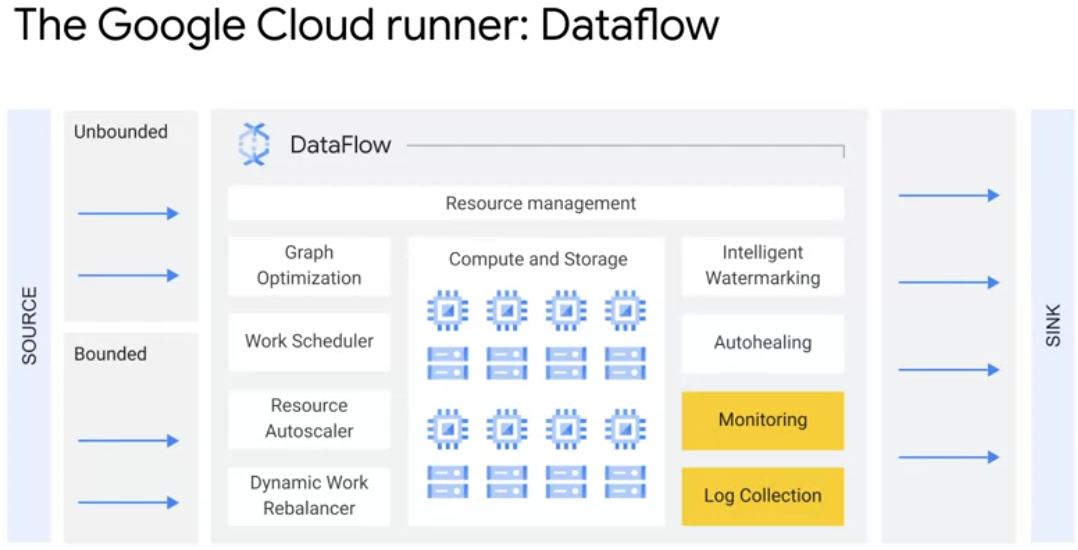 The Google Cloud runner: Dataflow
SOURCE
Unbounded
Bounded
DataFlow
Resource management
Graph
Optimization
Work Scheduler
Resource
Autoscaler
Dynamic Work
Rebalancer
Compute and Storage
Intelligent
Watermarking
Autohealing
Monitoring
Log Collection
SINK